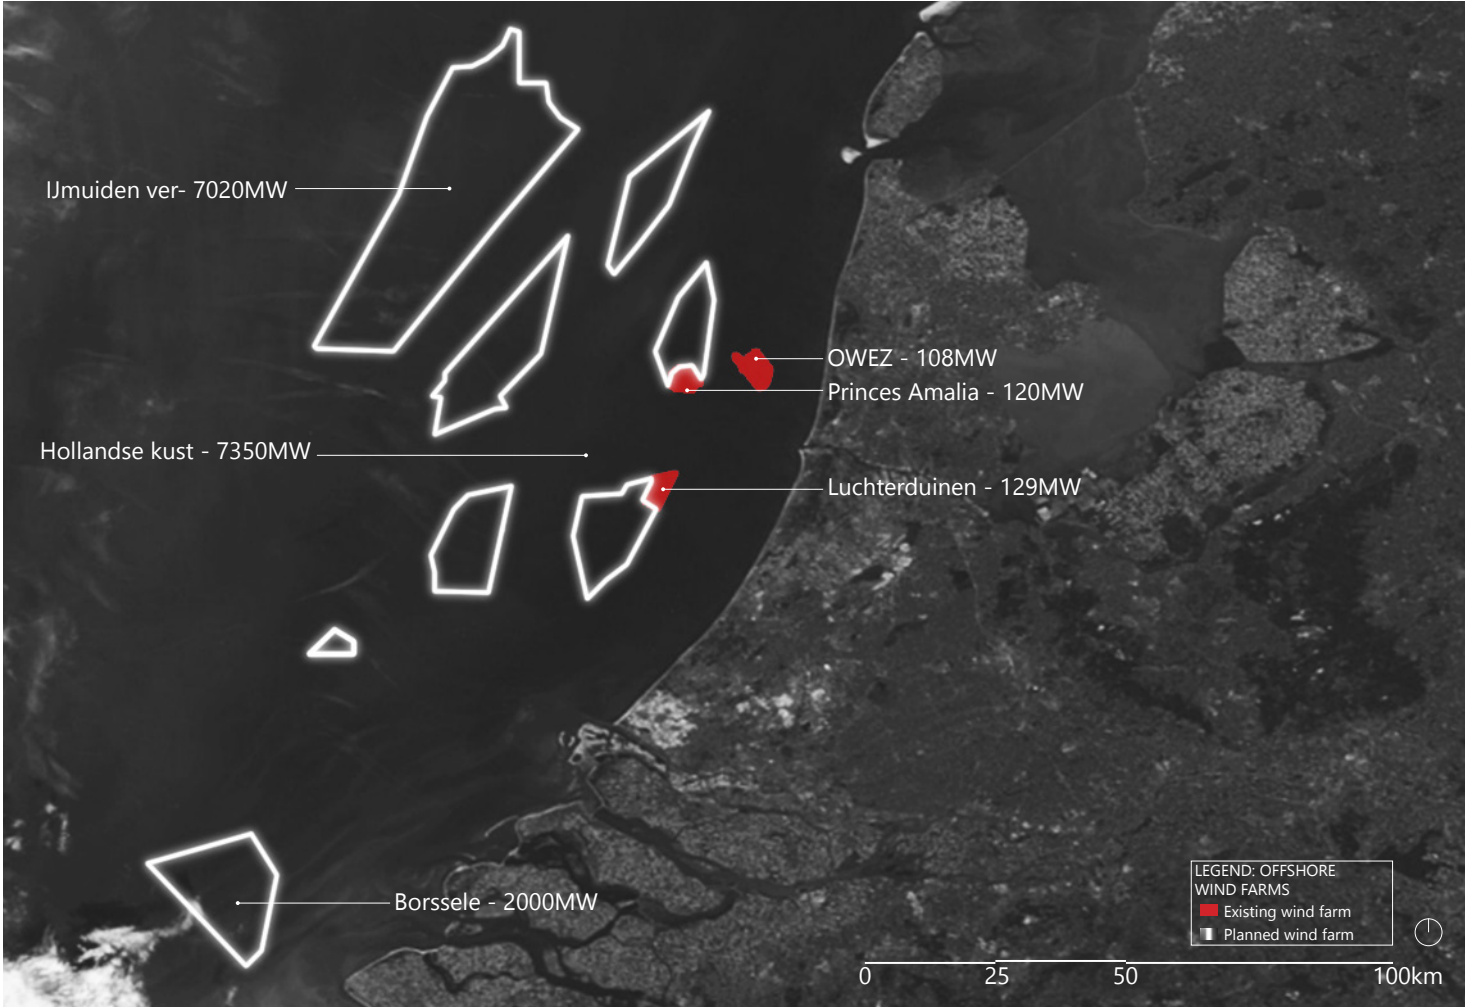 IJmuiden ver- 7020MW
OWEZ - 108MW
Princes Amalia - 120MW
Hollandse kust - 7350MW
Luchterduinen - 129MW
Borssele - 2000MW
LEGEND: OFFSHORE
WIND FARMS
Existing wind farm
Planned wind farm
0 25 50 100km